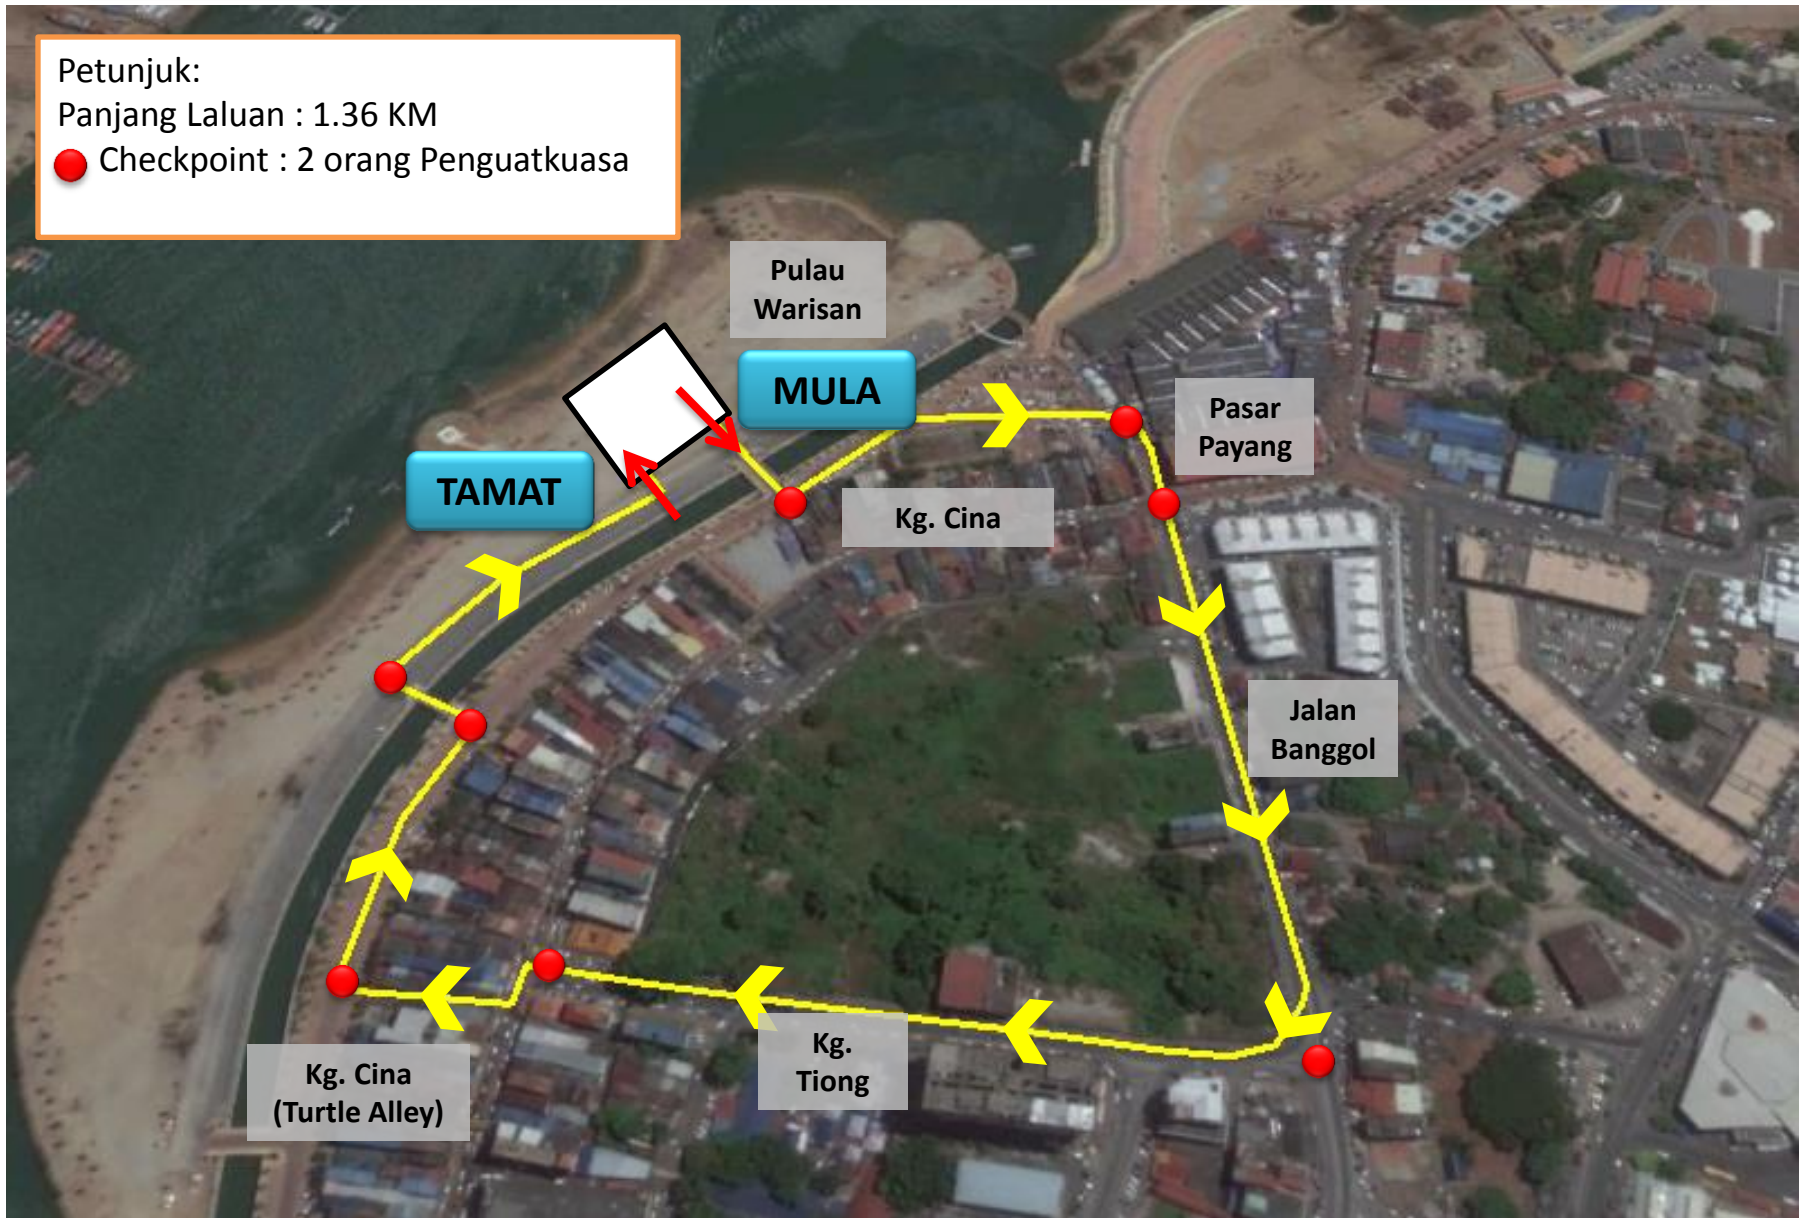 Petunjuk:
Panjang Laluan : 1.36 KM
Checkpoint : 2 orang Penguatkuasa
Pulau
Warisan
MULA
Pasar
Payang
TAMAT
Kg. Cina
Jalan
Banggol
Kg.
Tiong
Kg. Cina
(Turtle Alley)